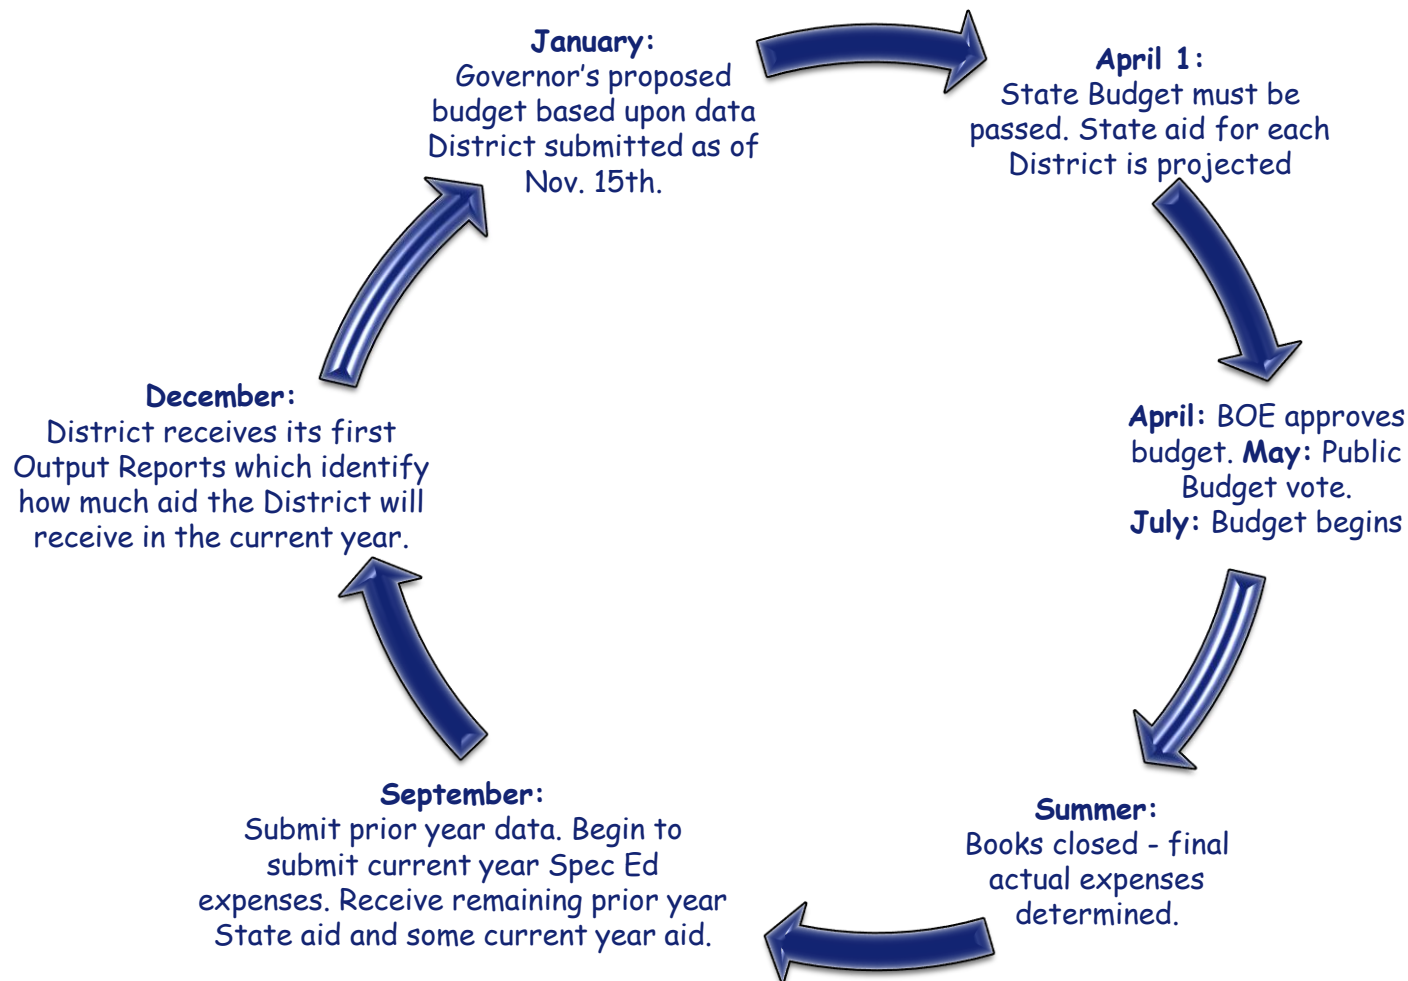 January:
Governor's proposed
budget based upon data
District submitted as of
Nov. 15th.
April 1:
State Budget must be
passed. State aid for each
District is projected
April: BOE approves
budget. May: Public
Budget vote.
July: Budget begins
Summer:
Books closed - final
actual expenses
determined.
September:
Submit prior year data. Begin to
submit current year Spec Ed
expenses. Receive remaining prior year
State aid and some current year aid.
December:
District receives its first
Output Reports which identify
how much aid the District will
receive in the current year.